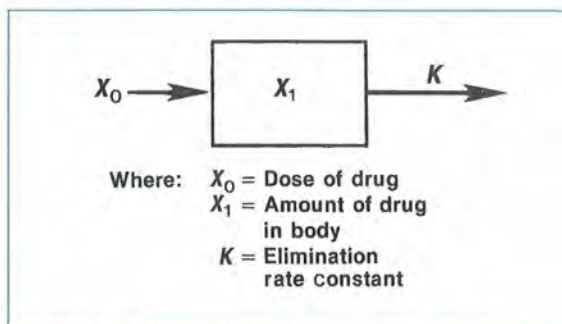 X₀
X₁
K
Where: X₀ = Dose of drug
X₁ = Amount of drug
in body
K = Elimination
rate constant